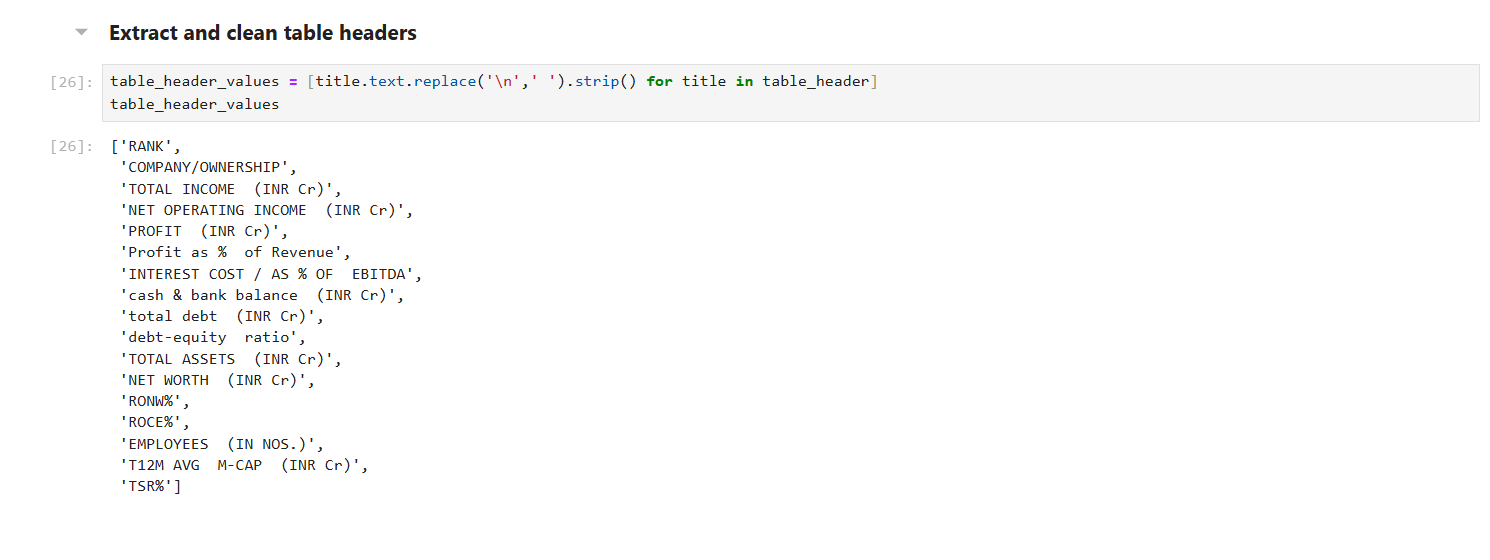 Extract and clean table headers
[26]: table_header_values = [title.text.replace('\n',' ').strip() for title in table_header]
table_header_values
[26]: ['RANK',
'COMPANY/OWNERSHIP',
'TOTAL INCOME  (INR Cr)',
'NET OPERATING INCOME  (INR Cr)',
'PROFIT  (INR Cr)',
'Profit as %  of Revenue',
'INTEREST COST / AS % OF  EBITDA',
'cash & bank balance  (INR Cr)',
'total debt  (INR Cr)',
'debt-equity  ratio',
'TOTAL ASSETS  (INR Cr)',
'NET WORTH  (INR Cr)',
'RONW%',
'ROCE%',
'EMPLOYEES  (IN NOS.)',
'T12M AVG  M-CAP  (INR Cr)',
'TSR%']